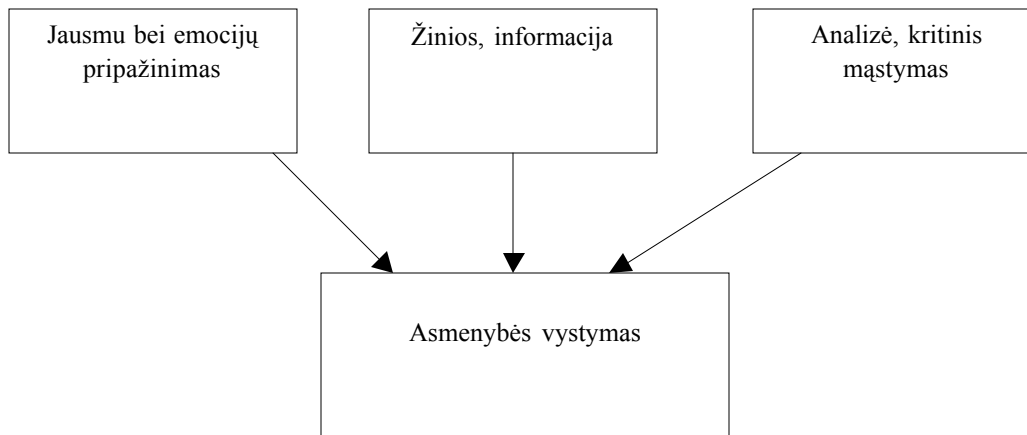 Jausmu bei emocijų
pripažinimas
Žinios, informacija
Analizė, kritinis
mąstymas
Asmenybės vystymas